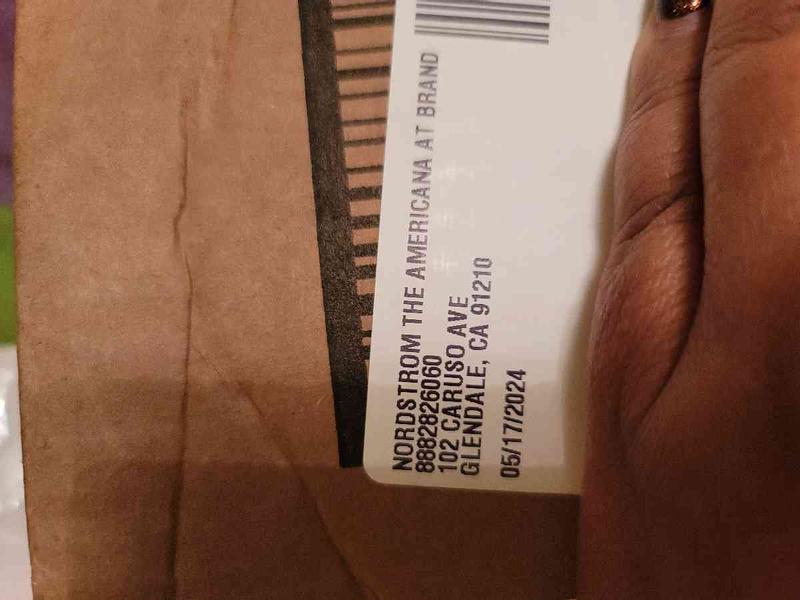 NORDSTROM THE AMERICANA AT BRAND
8882826060
102 CARUSO AVE
GLENDALE, CA 91210
05/17/2024